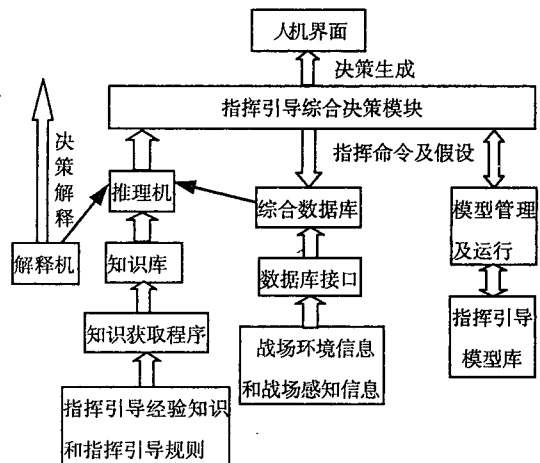 人机界面
决策生成
指挥引导综合决策模块
决策解释
指挥命令及假设
推理机
综合数据库
模型管理
及运行
解释机
知识库
数据库接口
知识获取程序
战场环境信息
和战场感知信息
指挥引导
模型库
指挥引导经验知识
和指挥引导规则